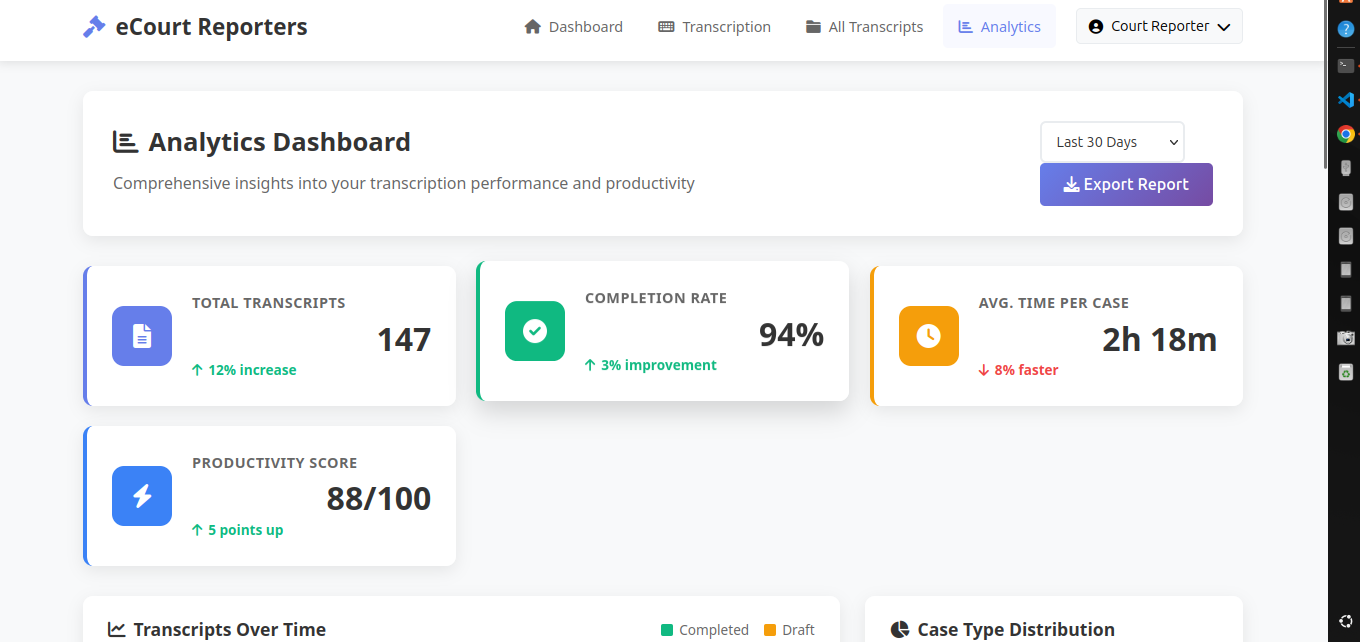 eCourt Reporters
Dashboard
Transcription
All Transcripts
Analytics
Court Reporter
Analytics Dashboard
Comprehensive insights into your transcription performance and productivity
Last 30 Days
Export Report
TOTAL TRANSCRIPTS
147
↑ 12% increase
COMPLETION RATE
94%
↑ 3% improvement
AVG. TIME PER CASE
2h 18m
↓ 8% faster
PRODUCTIVITY SCORE
88/100
↑ 5 points up
Transcripts Over Time
Completed
Draft
Case Type Distribution